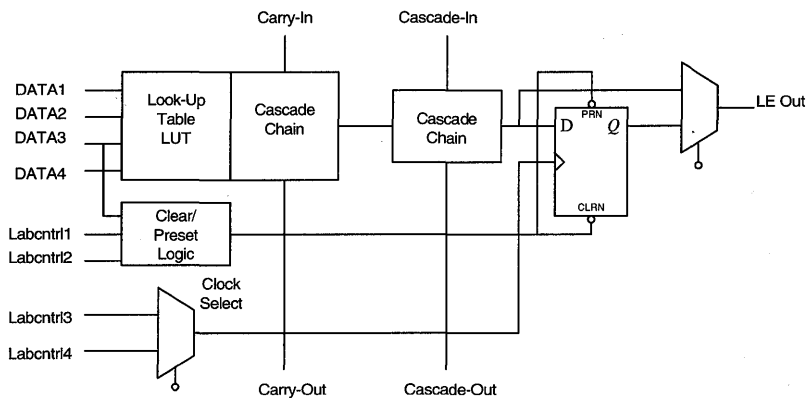 Carry-In
Cascade-In
DATA1
DATA2
DATA3
DATA4
Look-Up
Table
LUT
Cascade
Chain
Cascade
Chain
PRN
D
Q
CLRN
LE Out
Labcntrl1
Labcntrl2
Clear/
Preset
Logic
Clock
Select
Labcntrl3
Labcntrl4
Carry-Out
Cascade-Out